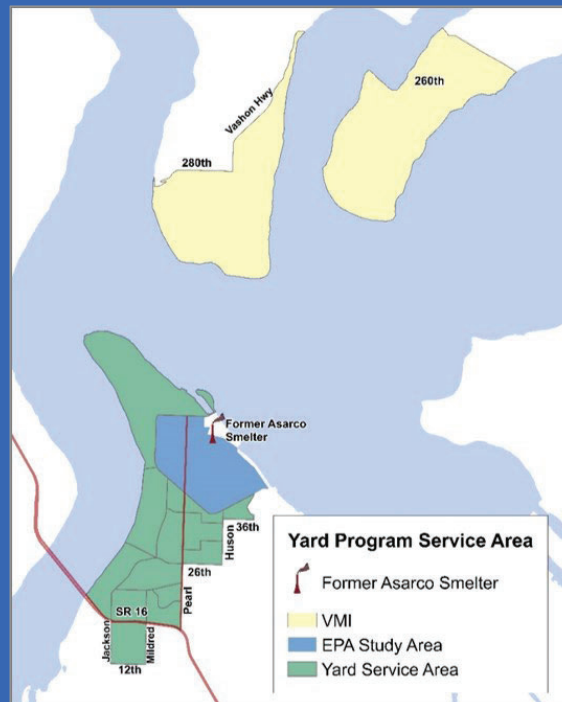 260th
Vashon Hwy
280th
Former Asarco
Smelter
36th
Huson
26th
Pearl
SR 16
Jackson
Mildred
12th
Yard Program Service Area
Former Asarco Smelter
VMI
EPA Study Area
Yard Service Area